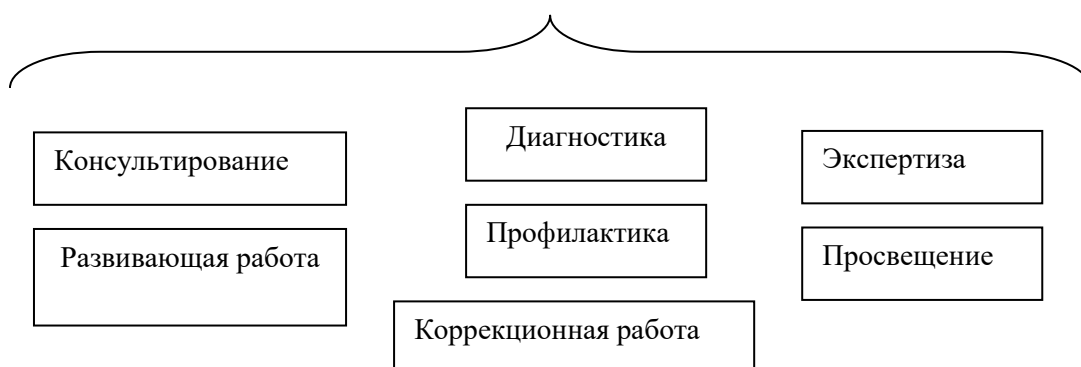 Диагностика
Консультирование
Экспертиза
Профилактика
Развивающая работа
Просвещение
Коррекционная работа